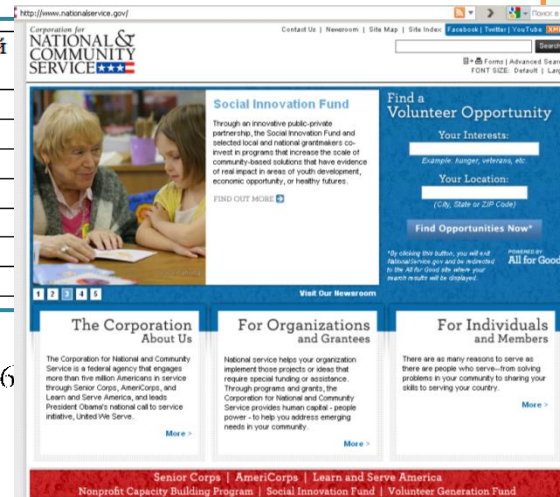 http://www.nationalservice.gov/
Поиск в
й
Corporation for
NATIONAL &
COMMUNITY
SERVICE
Contact Us | Newsroom | Site Map | Site Index
Facebook | Twitter | YouTube
Search
Forms | Advanced Sear
FONT SIZE: Default | Larg
Social Innovation Fund
Through an innovative public-private
partnership, the Social Innovation Fund and
selected local and national grantmakers co-
invest in programs that increase the scale of
community-based solutions that have evidence
of real impact in areas of youth development,
economic opportunity, or healthy futures.
FIND OUT MORE
Find a
Volunteer Opportunity
Your Interests:
Example: hunger, veterans, etc.
Your Location:
(City, State or ZIP Code)
Find Opportunities Now*
*By clicking this button, you will exit
NationalService.gov and be redirected
to the All for Good site where your
search results will be displayed.
POWERED BY
All for Good
1 2 3 4 5
Visit Our Newsroom
6
The Corporation
About Us
The Corporation for National and Community
Service is a federal agency that engages
more than five million Americans in service
through Senior Corps, AmeriCorps, and
Learn and Serve America, and leads
President Obama's national call to service
initiative, United We Serve.
More >
For Organizations
and Grantees
National service helps your organization
implement those projects or ideas that
require special funding or assistance.
Through programs and grants, the
Corporation for National and Community
Service provides human capital - people
power - to help you address emerging
needs in your community.
More >
For Individuals
and Members
There are as many reasons to serve as
there are people who serve--from solving
problems in your community to sharing your
skills to serving your country.
More >
Senior Corps | AmeriCorps | Learn and Serve America
Nonprofit Capacity Building Program | Social Innovation Fund | Volunteer Generation Fund